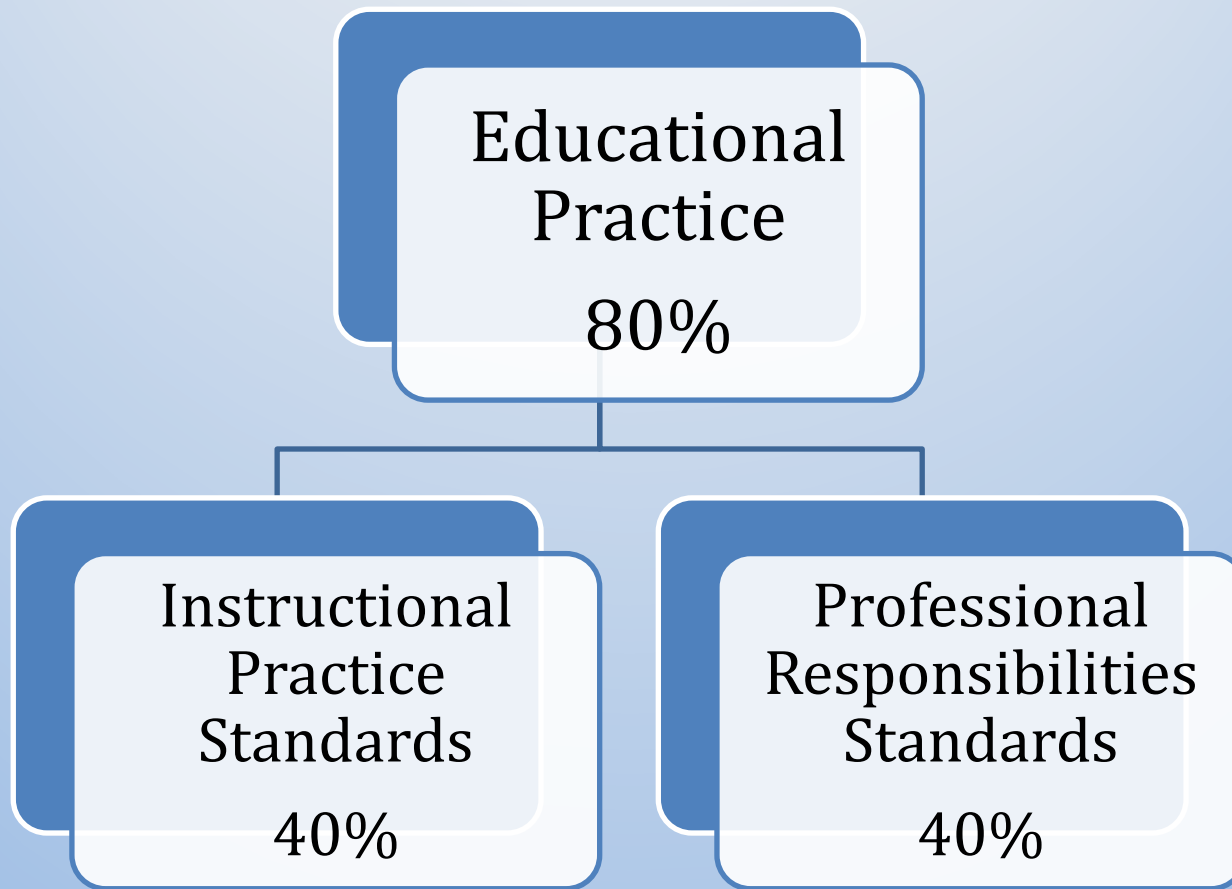 Educational
Practice
80%
Instructional
Practice
Standards
40%
Professional
Responsibilities
Standards
40%